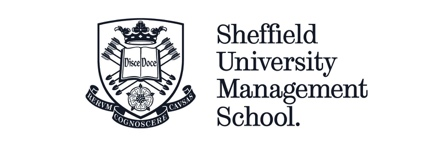 Disce Doce
RERVM
COGNOSCERE
CAVSAS
Sheffield
University
Management
School.